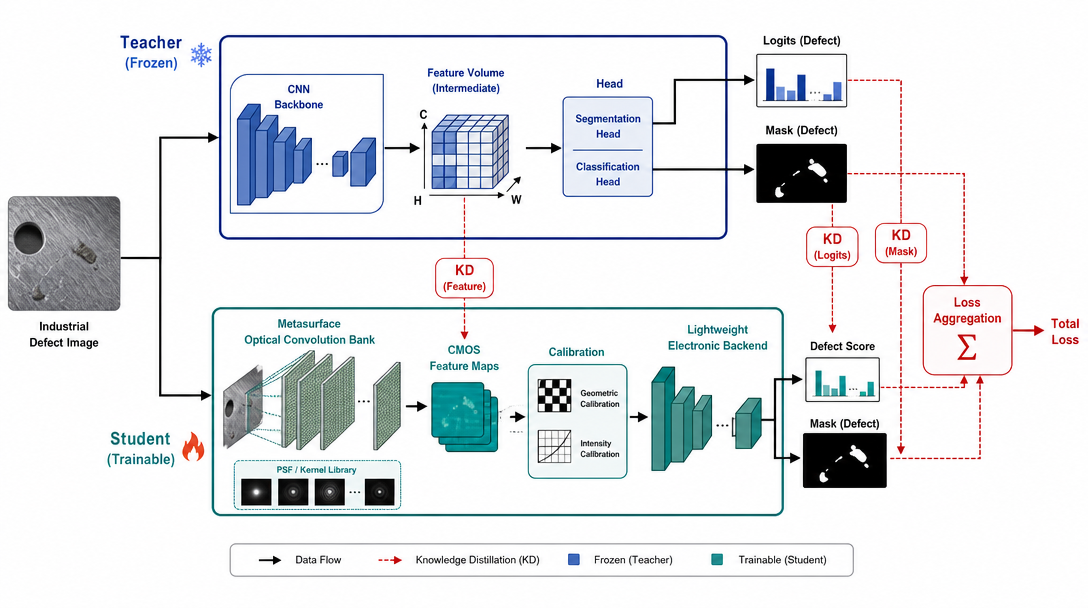 Teacher
(Frozen)
CNN
Backbone
Feature Volume
(Intermediate)
C
H
W
Head
Segmentation
Head
Classification
Head
Logits (Defect)
...
Mask (Defect)
KD
(Feature)
KD
(Logits)
KD
(Mask)
Loss
Aggregation
Σ
Total
Loss
Industrial
Defect Image
Student
(Trainable)
Metasurface
Optical Convolution Bank
...
PSF / Kernel Library
...
CMOS
Feature Maps
Calibration
Geometric
Calibration
Intensity
Calibration
Lightweight
Electronic Backend
...
Defect Score
...
Mask (Defect)
Data Flow
Knowledge Distillation (KD)
Frozen (Teacher)
Trainable (Student)